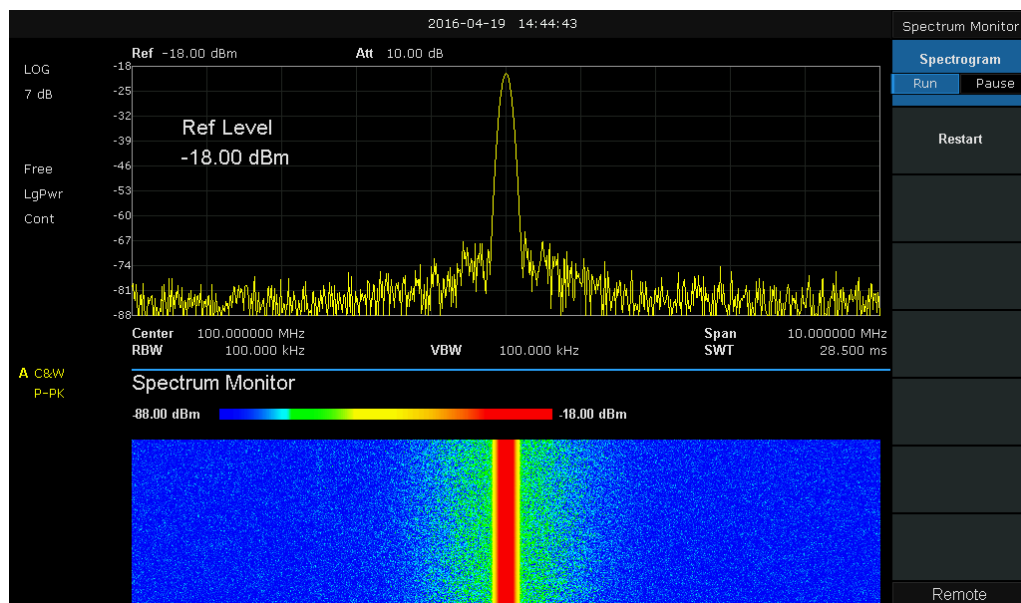 2016-04-19 14:44:43
Spectrum Monitor
Ref -18.00 dBm Att 10.00 dB
Spectrogram
Run Pause
Restart
LOG
7 dB
Free
LgPwr
Cont
-18
-25
-32
-39
-46
-53
-60
-67
-74
-81
-88
Ref Level
-18.00 dBm
Center 100.000000 MHz Span 10.000000 MHz
RBW 100.000 kHz VBW 100.000 kHz SWT 28.500 ms
A C&W
P-PK
Spectrum Monitor
-88.00 dBm -18.00 dBm
Remote